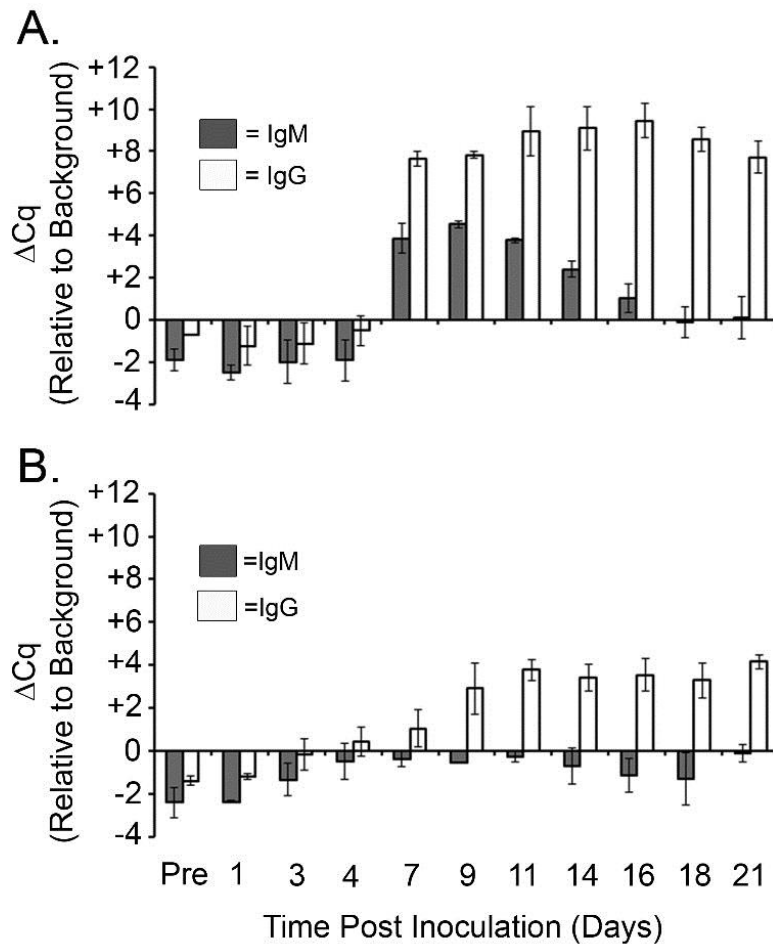 A.
ΔCq
(Relative to Background)
+12
+10
+8
+6
+4
+2
0
-2
-4
= IgM
= IgG
B.
ΔCq
(Relative to Background)
+12
+10
+8
+6
+4
+2
0
-2
-4
=IgM
=IgG
Pre 1 3 4 7 9 11 14 16 18 21
Time Post Inoculation (Days)